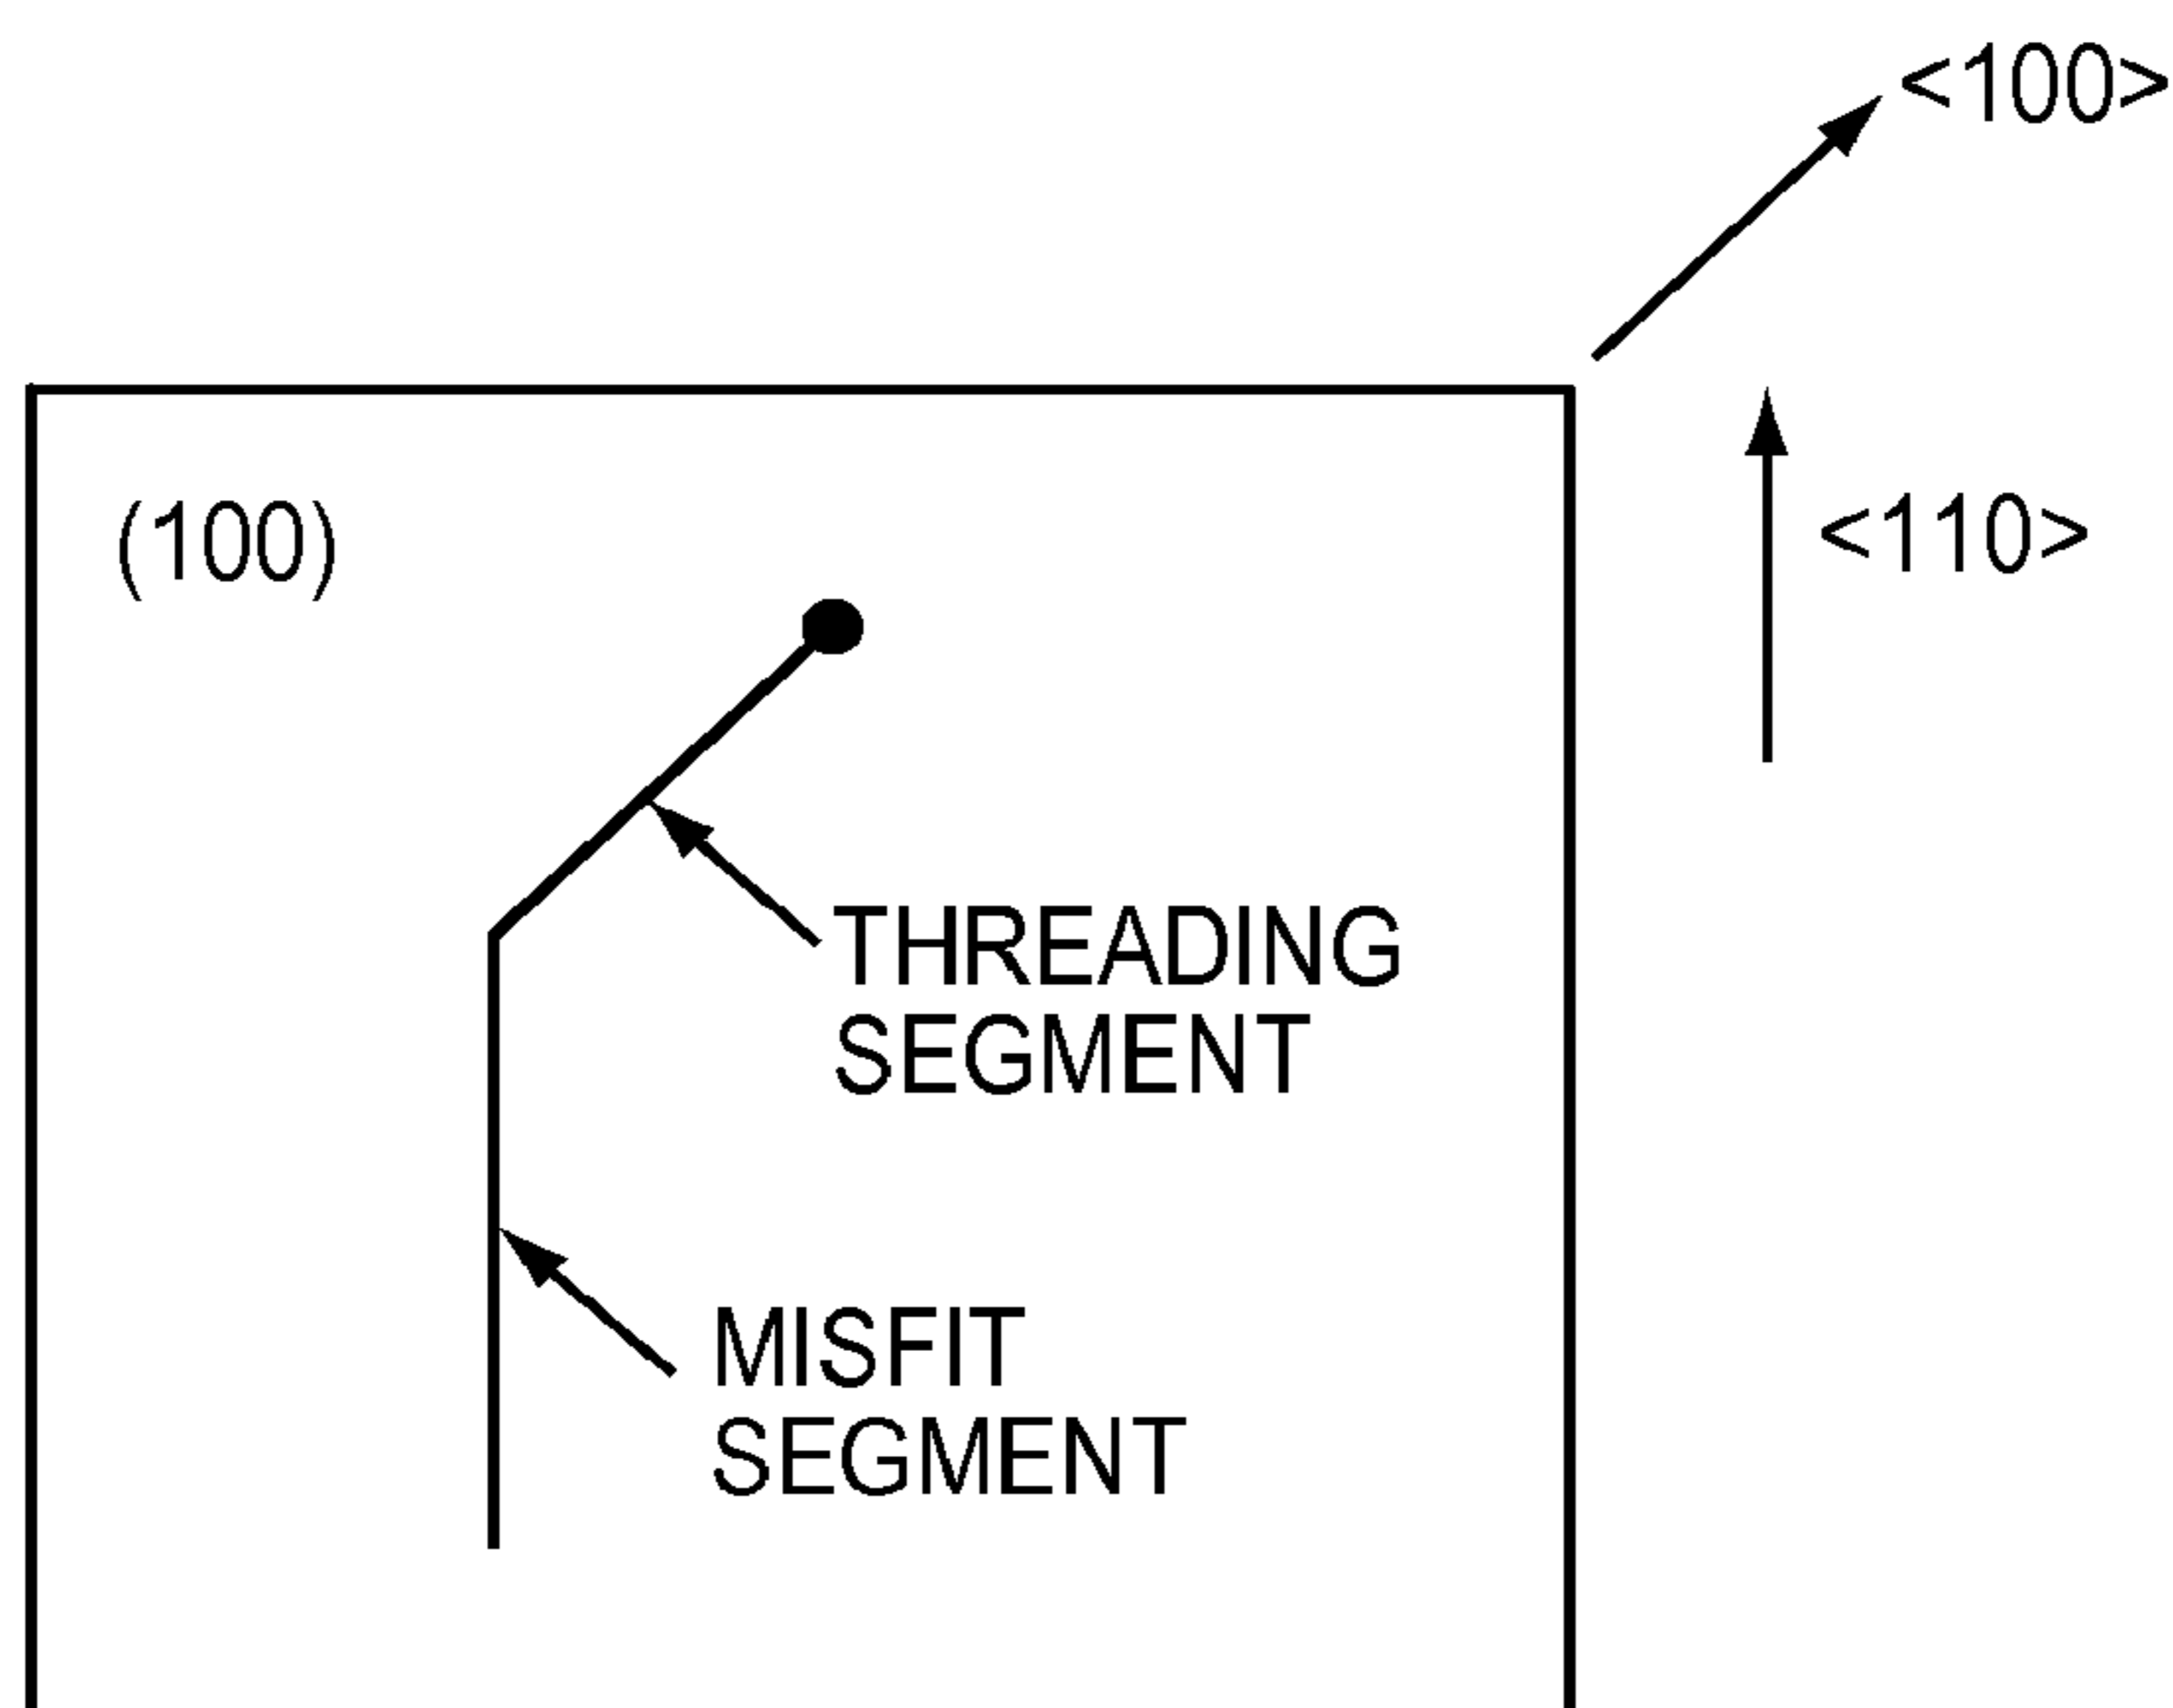 <100>
(100)
<110>
THREADING
SEGMENT
MISFIT
SEGMENT